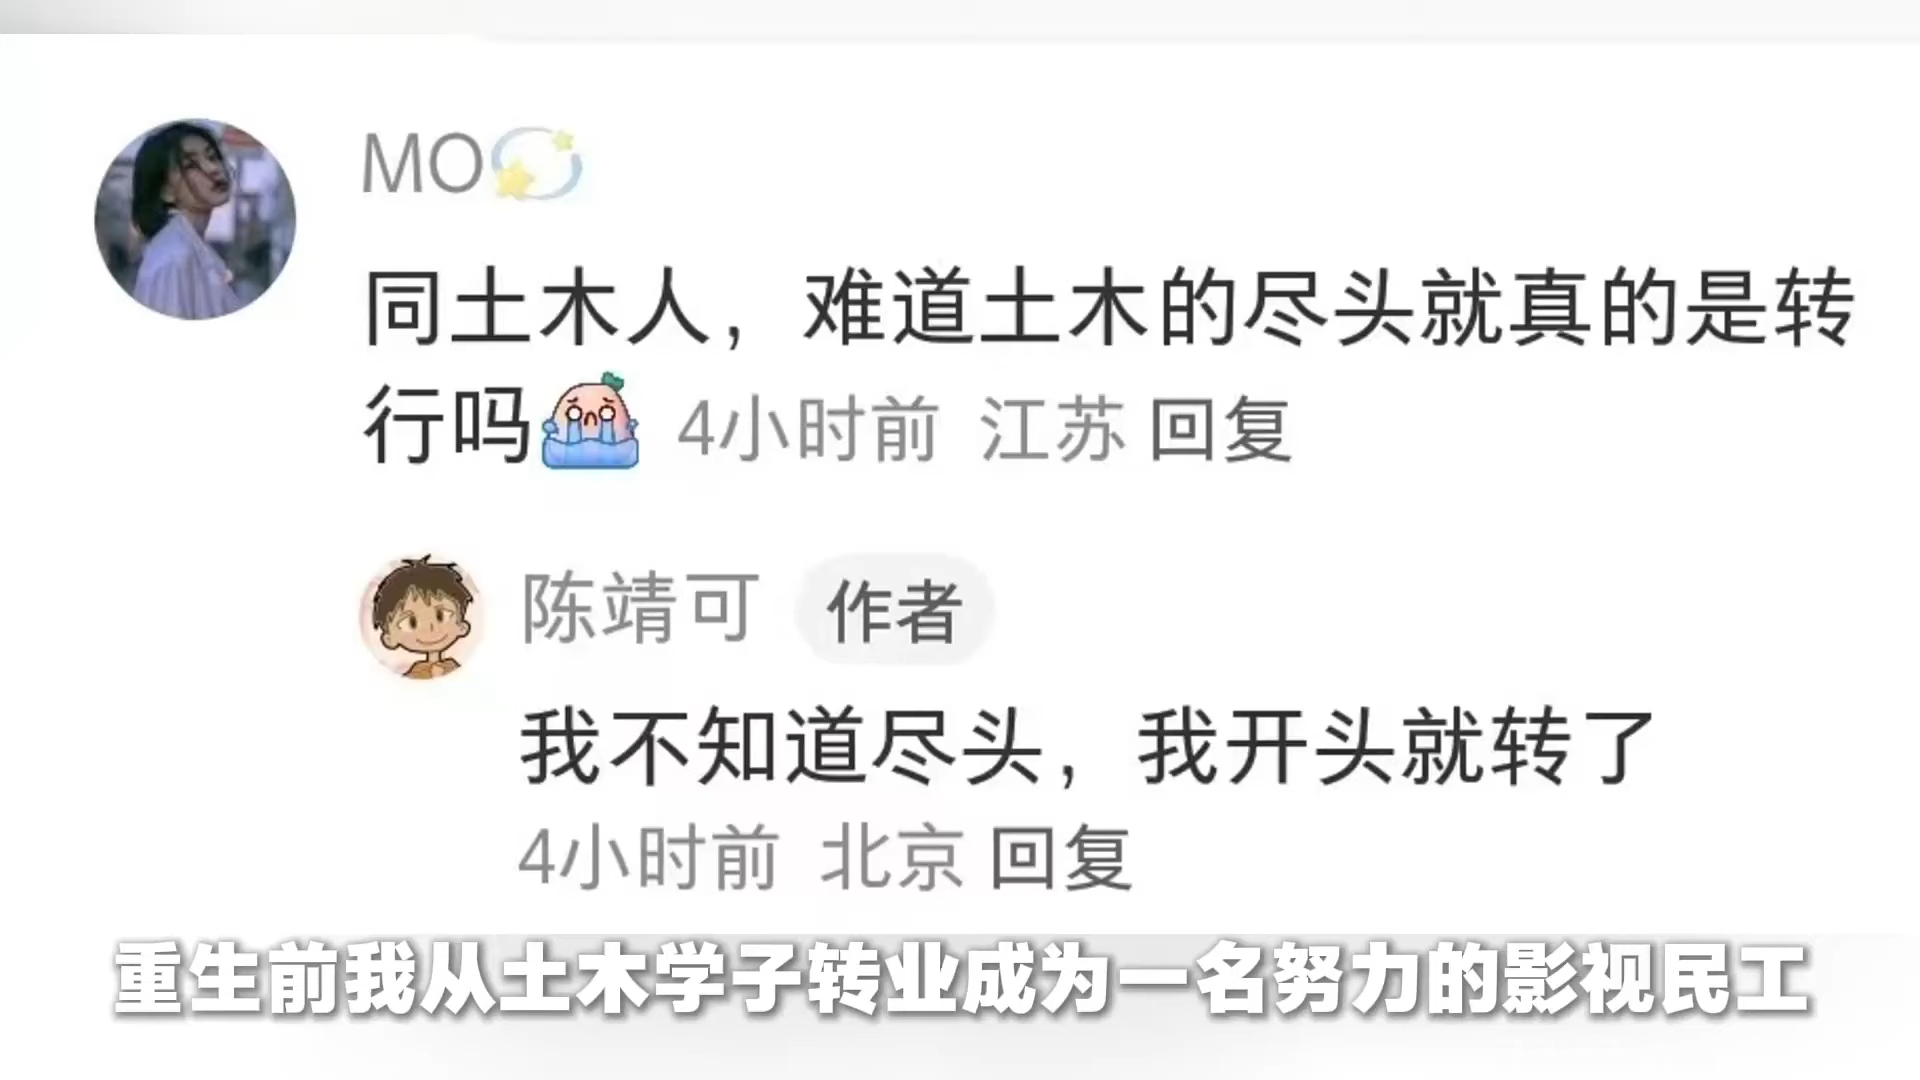 MO💫
同土木人，难道土木的尽头就真的是转
行吗 4小时前 江苏 回复
陈靖可 作者
我不知道尽头，我开头就转了
4小时前 北京 回复
重生前我从土木学子转业成为一名努力的影视民工